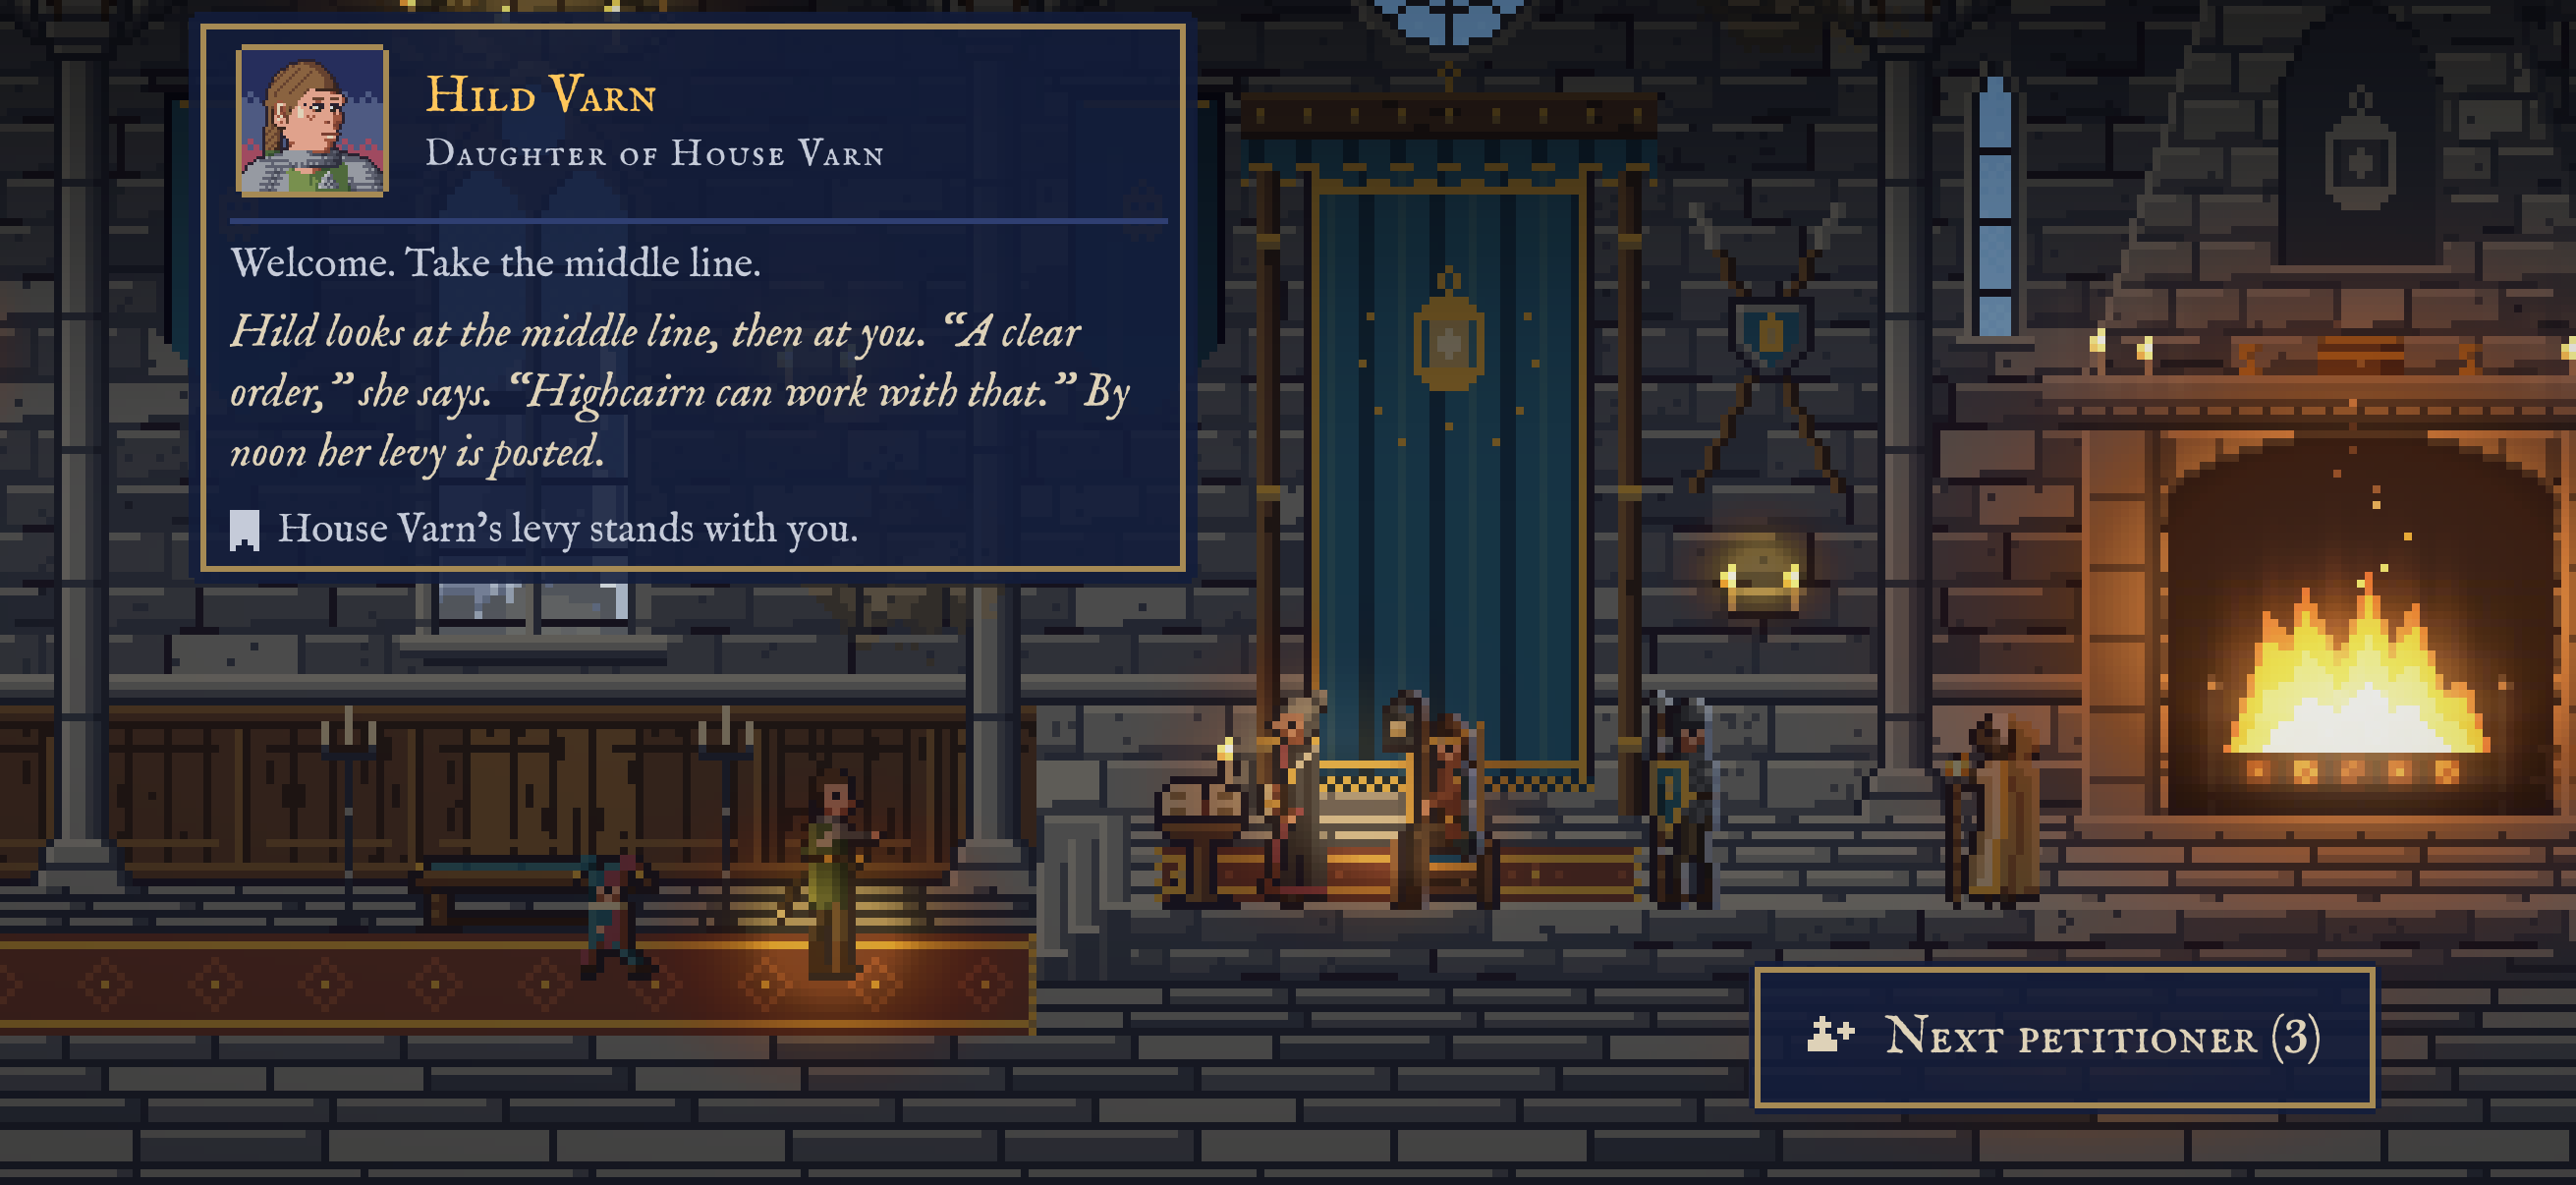 Hild Varn
Daughter of House Varn
Welcome. Take the middle line.
Hild looks at the middle line, then at you. “A clear
order,” she says. “Highcairn can work with that.” By
noon her levy is posted.
House Varn’s levy stands with you.
Next petitioner (3)